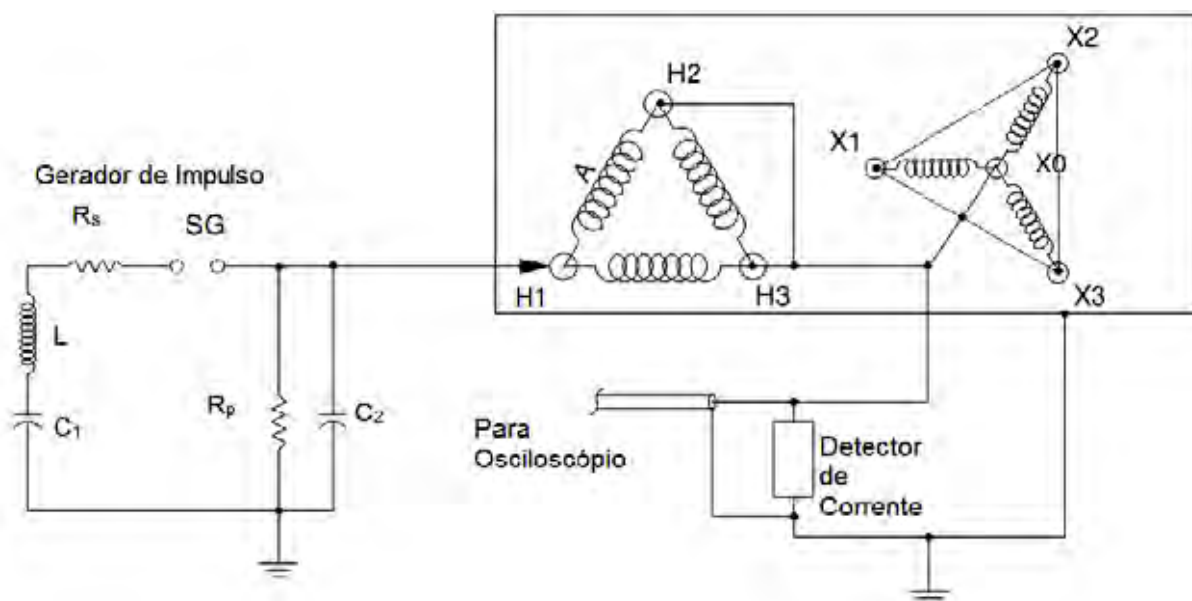 Gerador de Impulso
Rs
SG
L
C1
Rp
C2
H1
H2
H3
A
X1
X2
X0
X3
Para
Osciloscópio
Detector
de
Corrente